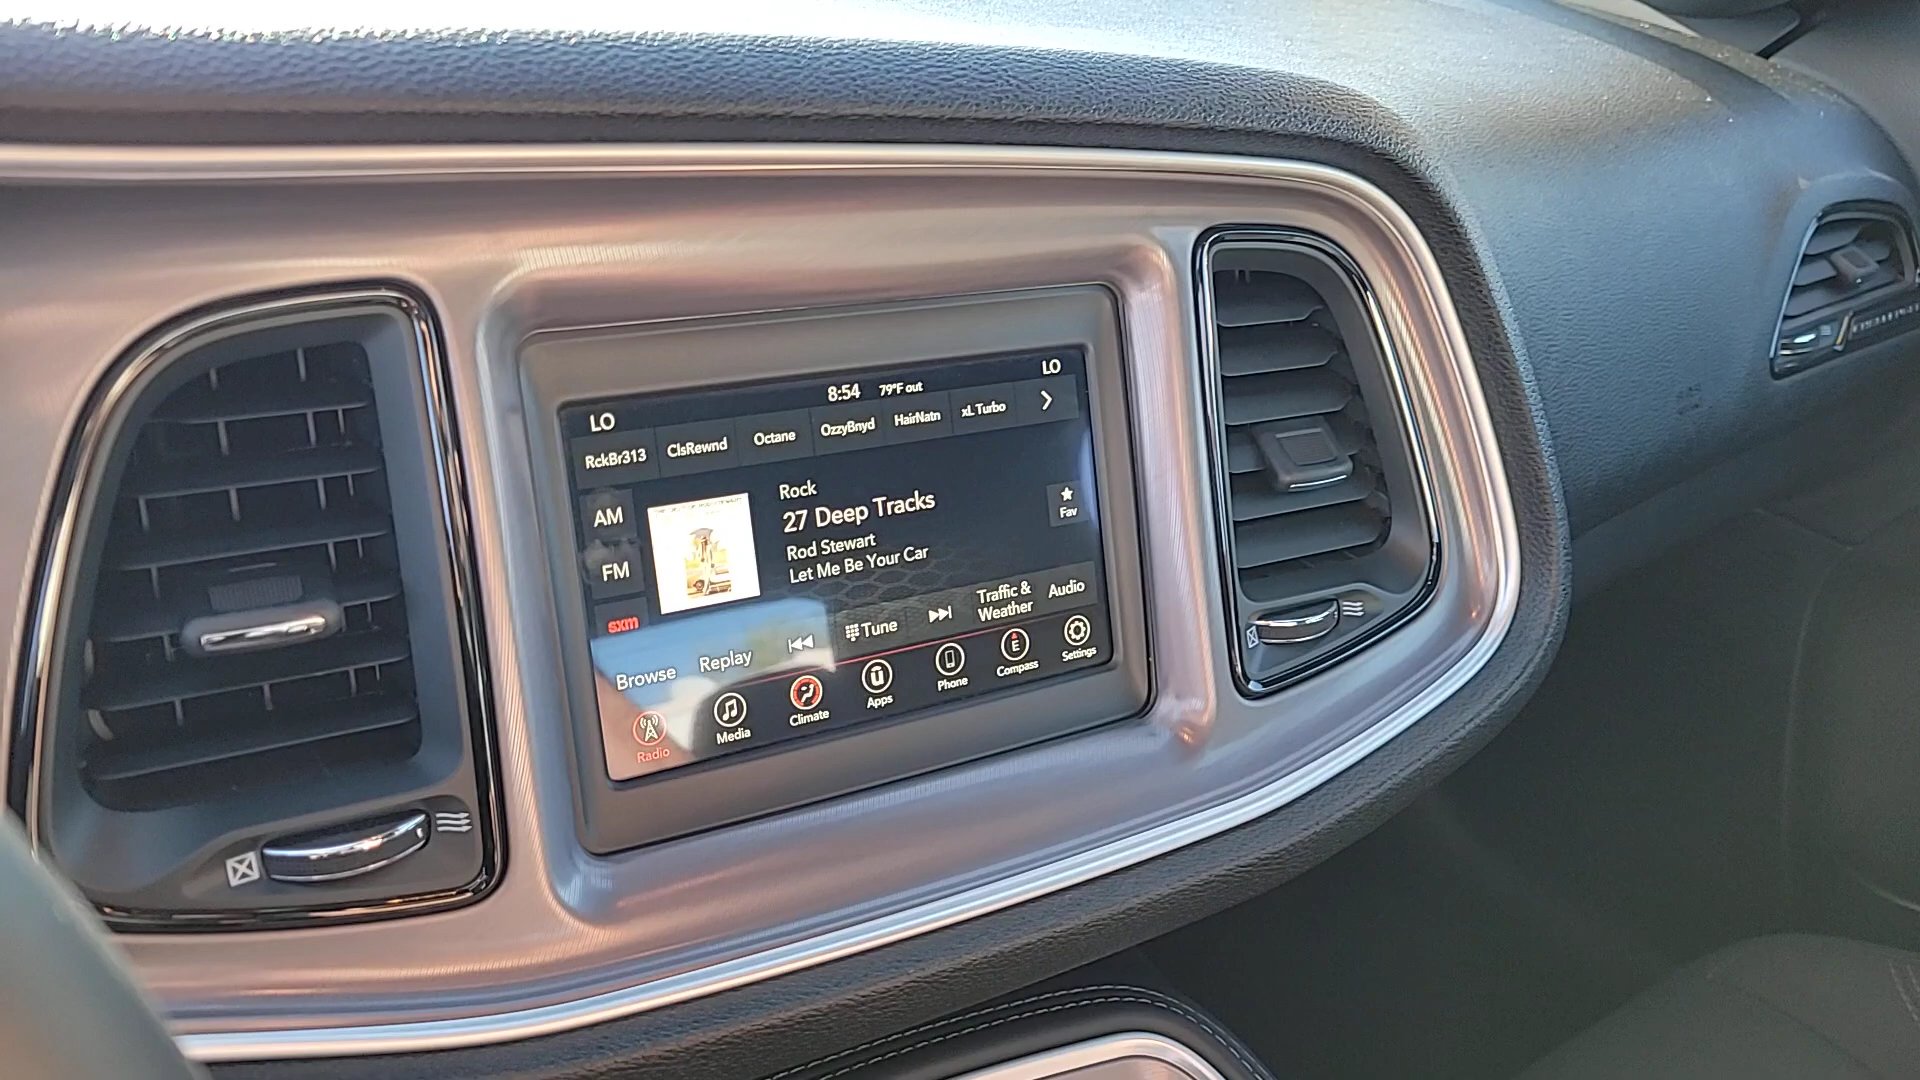 LO
8:54 79°F out
LO
RckBr313 ClsRewnd Octane OzzyBnyd HairNatn xL Turbo
AM
FM
sxm
Rock
27 Deep Tracks
Rod Stewart
Let Me Be Your Car
Fav
Browse Replay Tune Traffic & Weather Audio
Radio Media Climate Apps Phone E Compass Settings